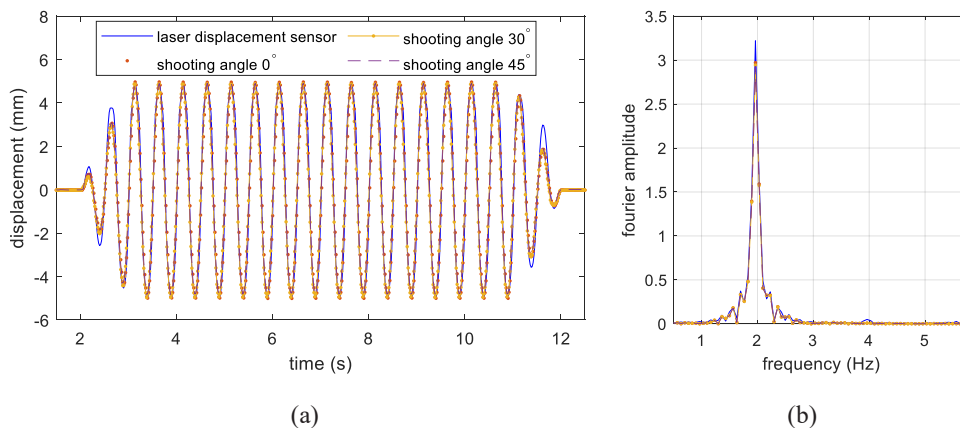 8
6
4
2
0
-2
-4
-6
displacement (mm)
laser displacement sensor
shooting angle 0°
shooting angle 30°
shooting angle 45°
2 4 6 8 10 12
time (s)
(a)
3.5
3
2.5
2
1.5
1
0.5
0
fourier amplitude
1 2 3 4 5
frequency (Hz)
(b)